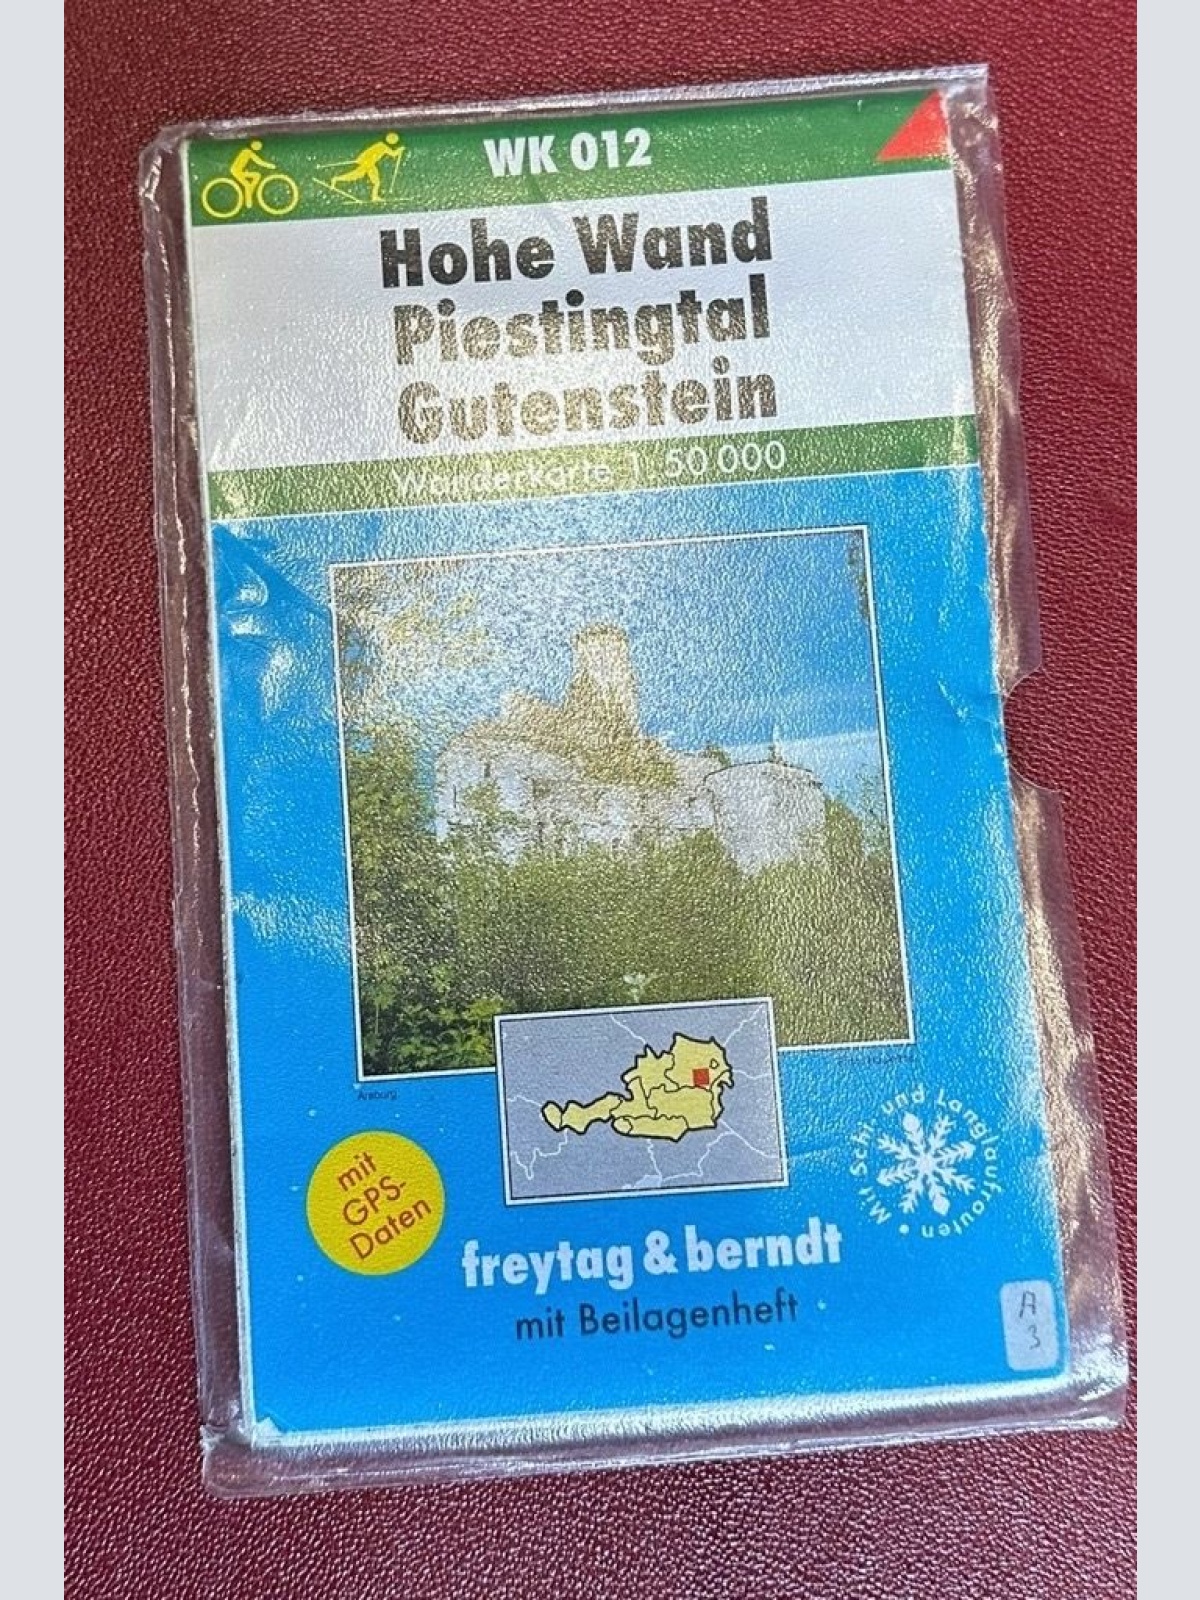 WK 012
Hohe Wand
Piestingtal
Gutenstein
Wanderkarte 1:50 000
Araburg
mit
GPS-
Daten
Mit Schi- und Langlaufrouten •
freytag & berndt
mit Beilagenheft
A
3